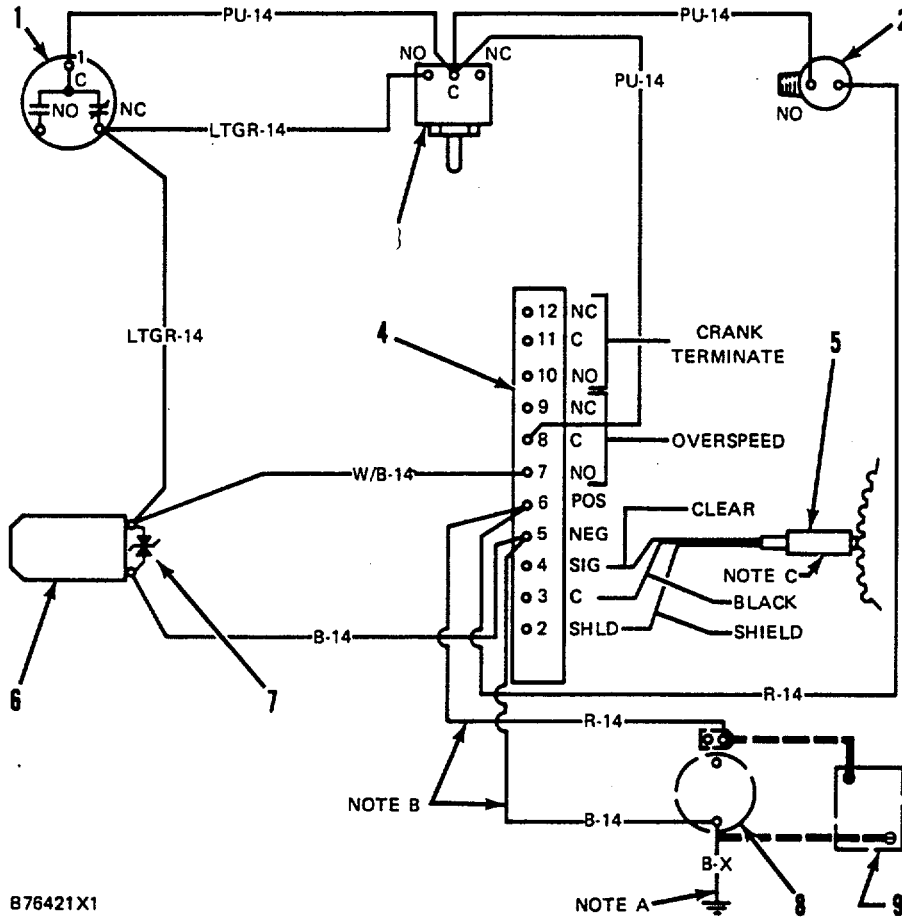 1
PU-14
PU-14
2
1
C
NO
NC
NO
C
NC
PU-14
NO
LTGR-14
LTGR-14
4
12 NC
11 C
10 NO
CRANK
TERMINATE
9 NC
8 C
7 NO
OVERSPEED
5
W/B-14
6 POS
5 NEG
4 SIG
3 C
2 SHLD
CLEAR
NOTE C
BLACK
SHIELD
B-14
6
7
R-14
R-14
NOTE B
B-14
B-X
NOTE A
8
9
B76421X1